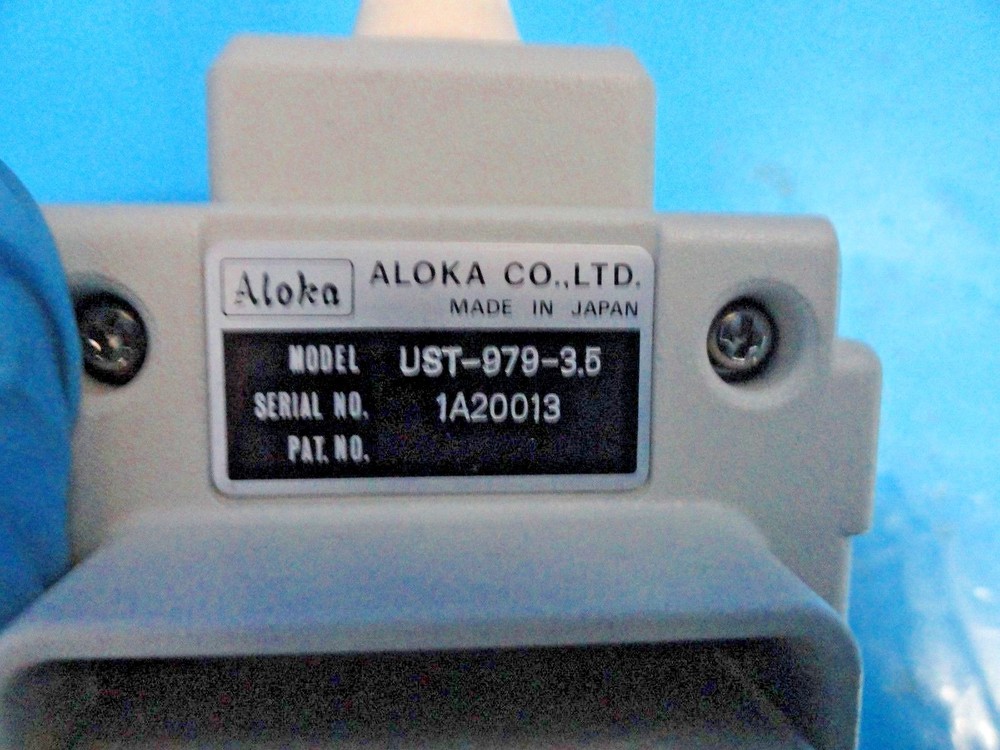 Aloka
ALOKA CO.,LTD.
MADE IN JAPAN
MODEL UST-979-3.5
SERIAL NO. 1A20013
PAT. NO.